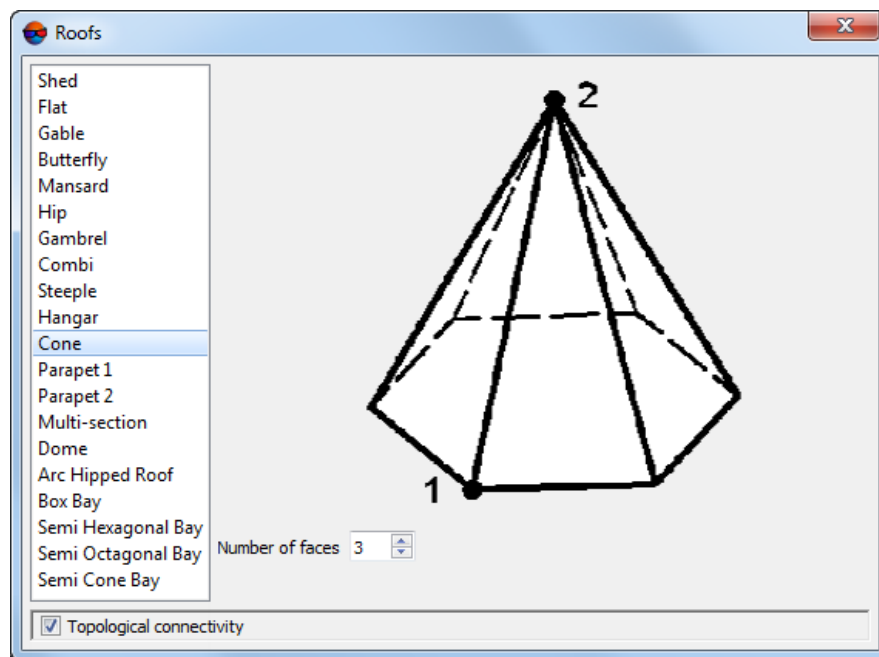 Roofs
Shed
Flat
Gable
Butterfly
Mansard
Hip
Gambrel
Combi
Steeple
Hangar
Cone
Parapet 1
Parapet 2
Multi-section
Dome
Arc Hipped Roof
Box Bay
Semi Hexagonal Bay
Semi Octagonal Bay
Semi Cone Bay
2
1
Number of faces 3
Topological connectivity